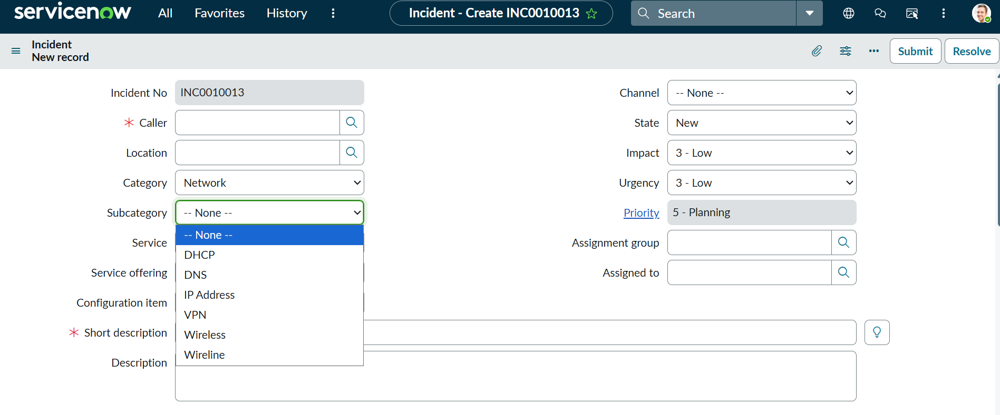 servicenow All Favorites History Incident - Create INC0010013 Search
Incident
New record
Submit Resolve
Incident No INC0010013
Caller
Location
Category Network
Subcategory -- None --
-- None --
DHCP
DNS
IP Address
VPN
Wireless
Wireline
Service
Service offering
Configuration item
Short description
Description
Channel -- None --
State New
Impact 3 - Low
Urgency 3 - Low
Priority 5 - Planning
Assignment group
Assigned to